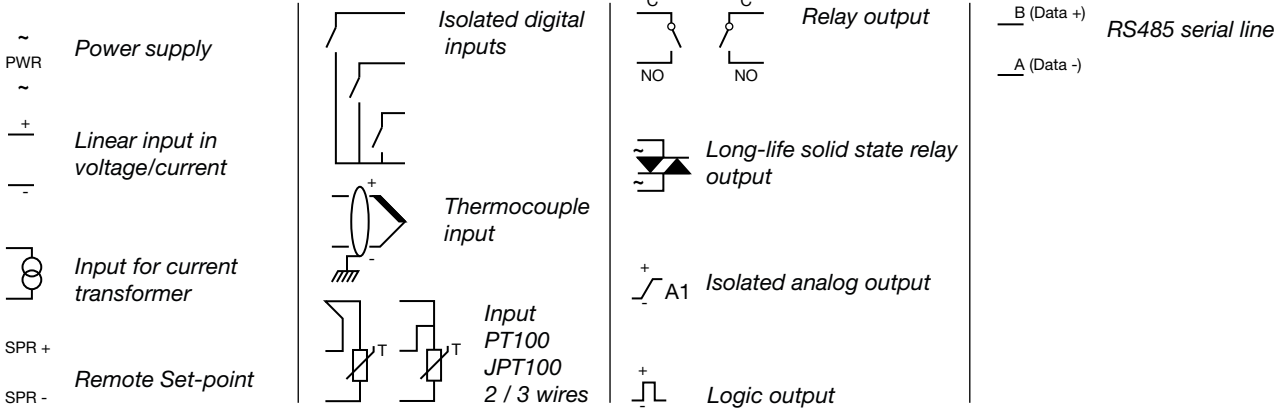 ~
PWR
~
Power supply
+
-
Linear input in
voltage/current
Input for current
transformer
SPR +
SPR -
Remote Set-point
Isolated digital
inputs
+
-
Thermocouple
input
T
T
Input
PT100
JPT100
2 / 3 wires
C
C
NO
NO
Relay output
~
~
Long-life solid state relay
output
+
-
A1
Isolated analog output
+
-
Logic output
B (Data +)
A (Data -)
RS485 serial line